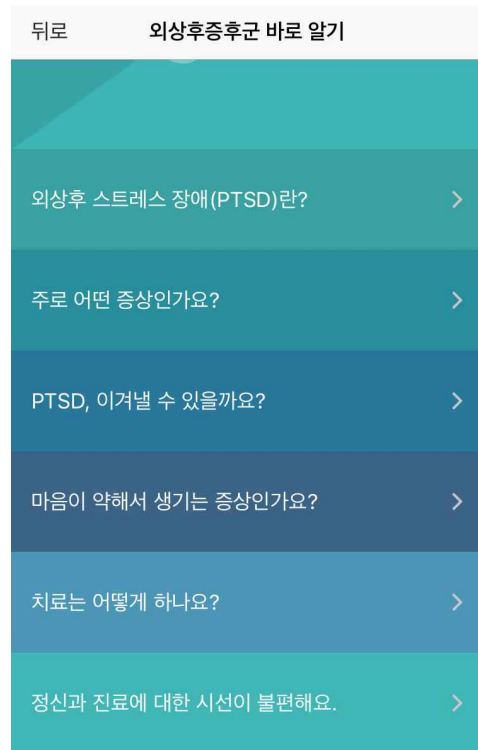 뒤로 외상후증후군 바로 알기
외상후 스트레스 장애(PTSD)란?
주로 어떤 증상인가요?
PTSD, 이겨낼 수 있을까요?
마음이 약해서 생기는 증상인가요?
치료는 어떻게 하나요?
정신과 진료에 대한 시선이 불편해요.